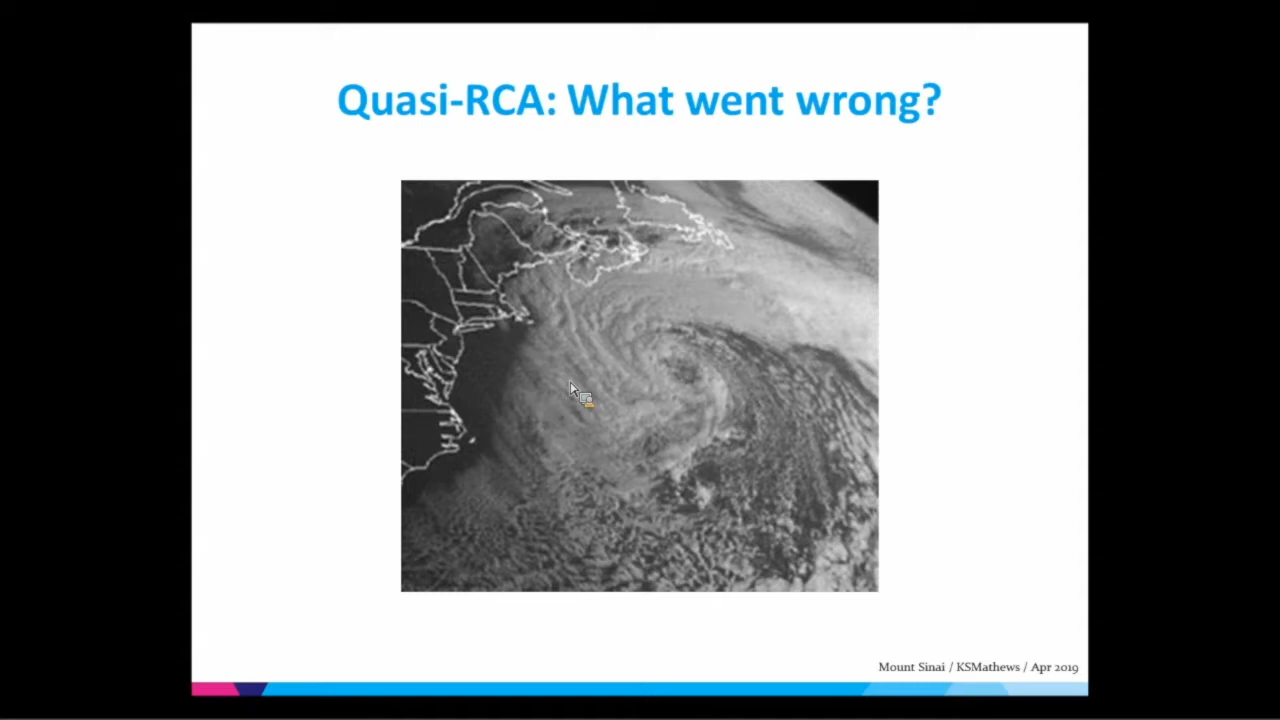 Quasi-RCA: What went wrong?
Mount Sinai / KSMathews / Apr 2019